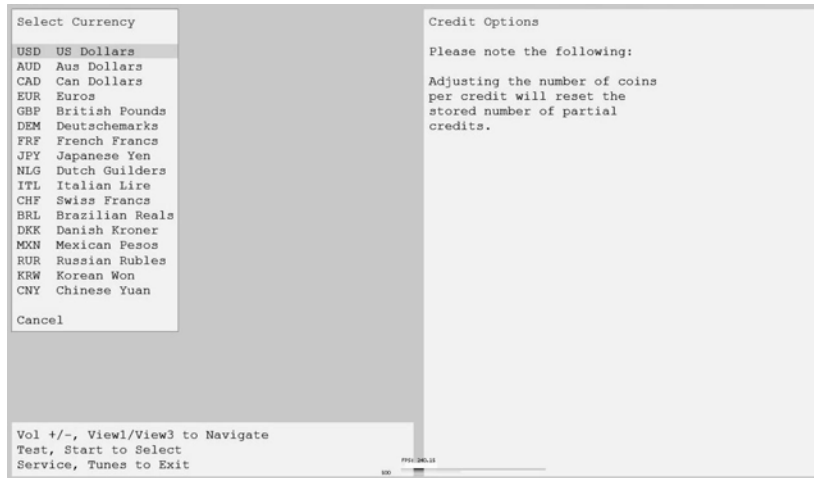 Select Currency
USD US Dollars
AUD Aus Dollars
CAD Can Dollars
EUR Euros
GBP British Pounds
DEM Deutschemarks
FRF French Francs
JPY Japanese Yen
NLG Dutch Guilders
ITL Italian Lire
CHF Swiss Francs
BRL Brazilian Reals
DKK Danish Kroner
MXN Mexican Pesos
RUR Russian Rubles
KRW Korean Won
CNY Chinese Yuan
Cancel
Credit Options
Please note the following:
Adjusting the number of coins
per credit will reset the
stored number of partial
credits.
Vol +/-, View1/View3 to Navigate
Test, Start to Select
Service, Tunes to Exit